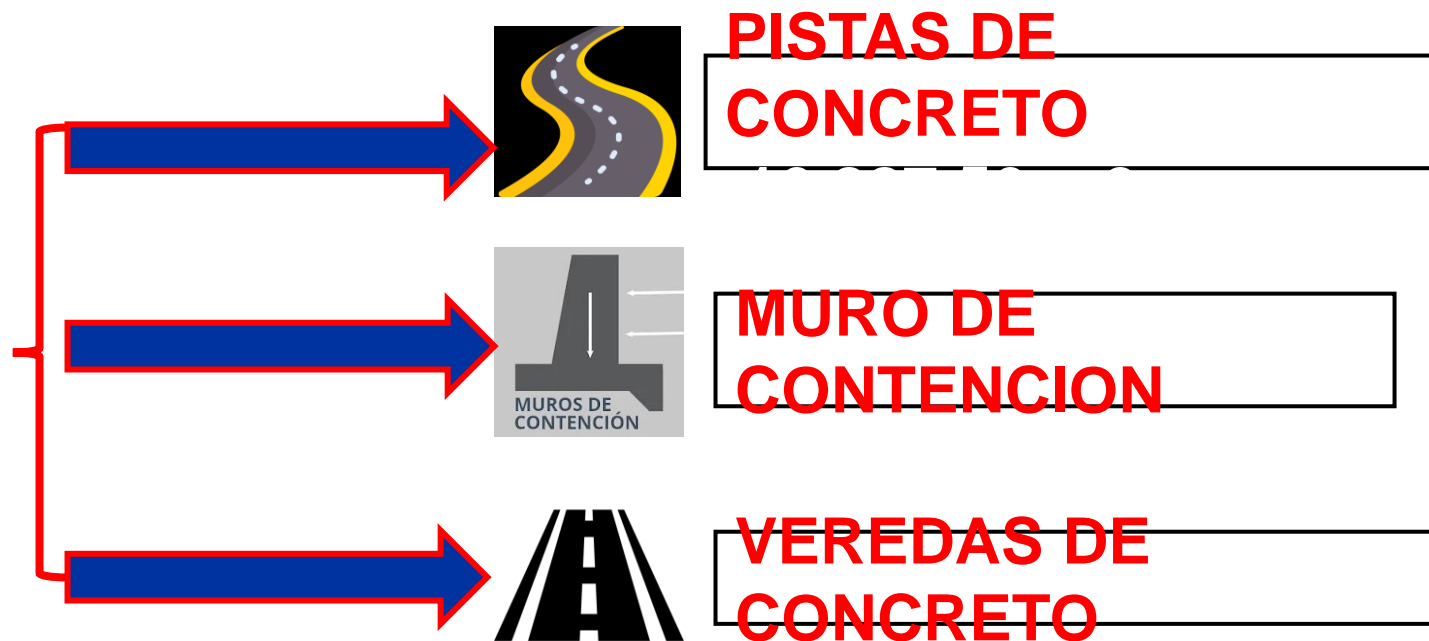 PISTAS DE
CONCRETO
MURO DE
CONTENCION
MUROS DE
CONTENCIÓN
VEREDAS DE
CONCRETO